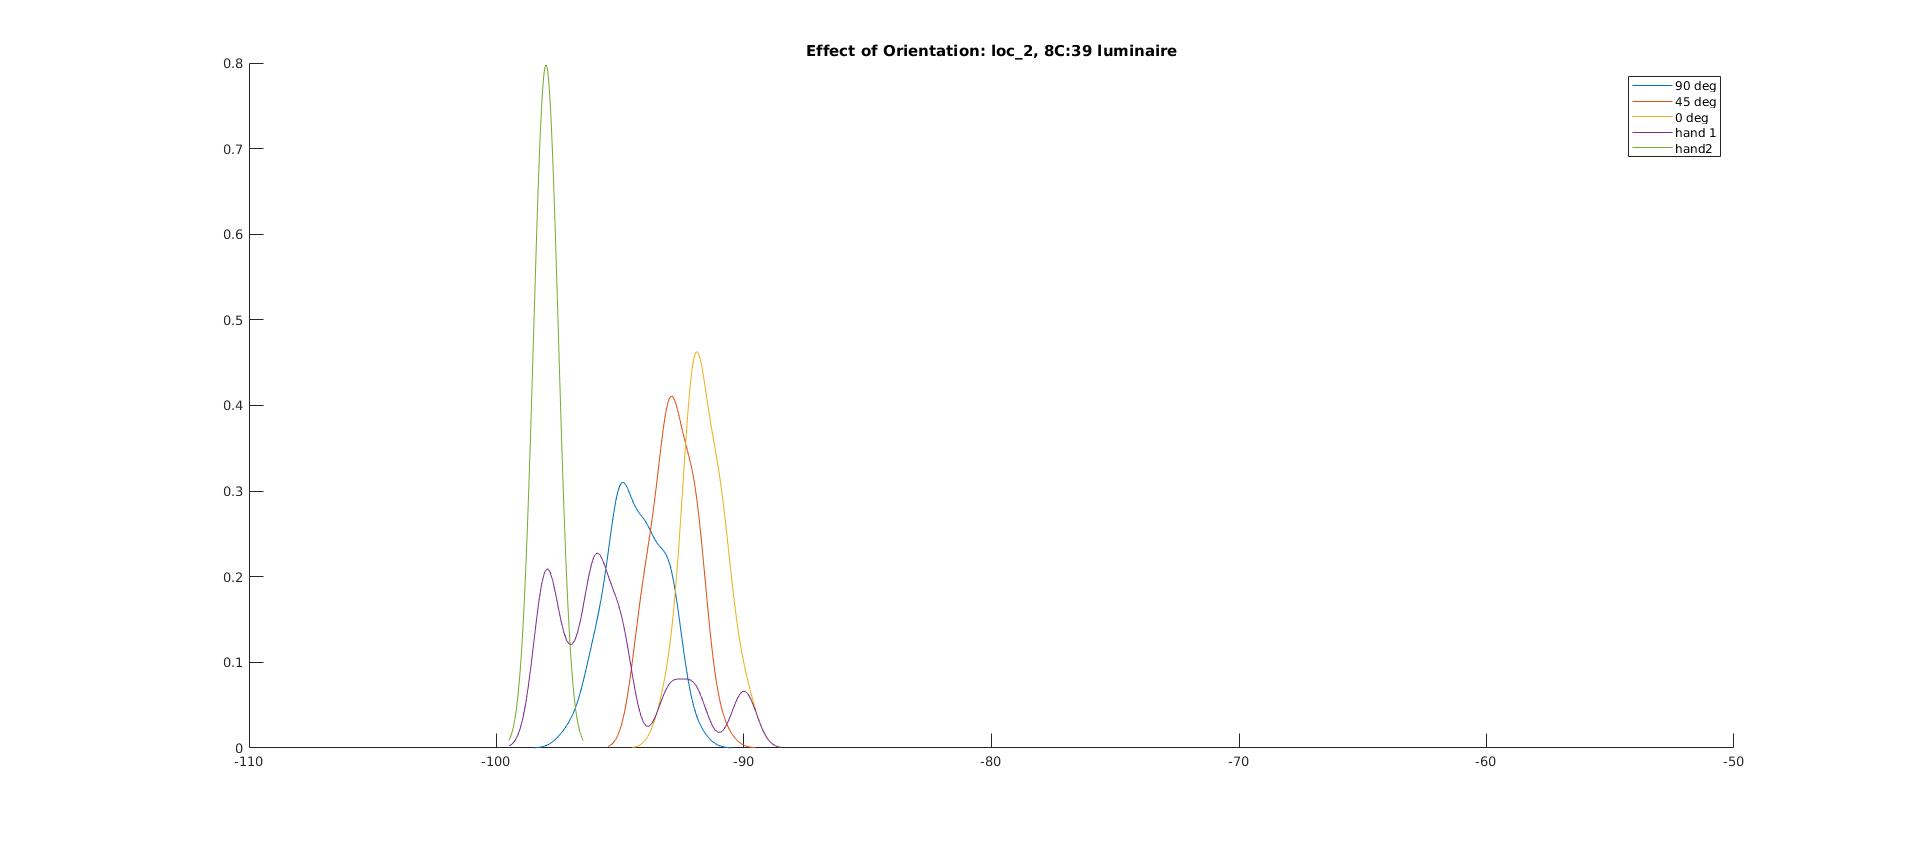 Effect of Orientation: loc_2, 8C:39 luminaire
0.8
0.7
0.6
0.5
0.4
0.3
0.2
0.1
0
-110
-100
-90
-80
-70
-60
-50
90 deg
45 deg
0 deg
hand 1
hand2